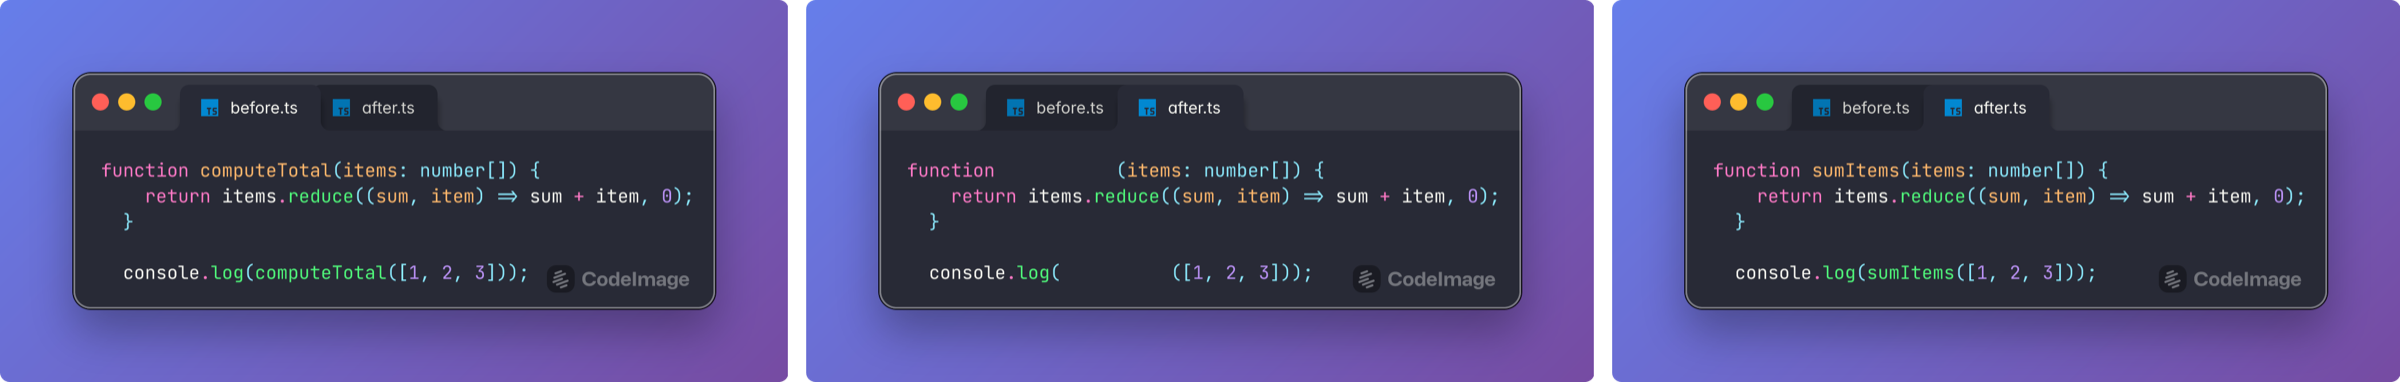 before.ts after.ts
function computeTotal(items: number[]) {
    return items.reduce((sum, item) => sum + item, 0);
  }
  console.log(computeTotal([1, 2, 3]));
CodeImage
before.ts after.ts
function           (items: number[]) {
    return items.reduce((sum, item) => sum + item, 0);
  }
  console.log(          ([1, 2, 3]));
CodeImage
before.ts after.ts
function sumItems(items: number[]) {
    return items.reduce((sum, item) => sum + item, 0);
  }
  console.log(sumItems([1, 2, 3]));
CodeImage